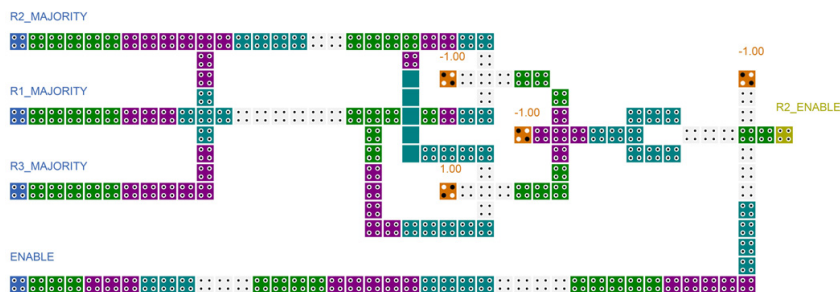 R2_MAJORITY
-1.00
-1.00
R1_MAJORITY
R2_ENABLE
-1.00
R3_MAJORITY
1.00
ENABLE